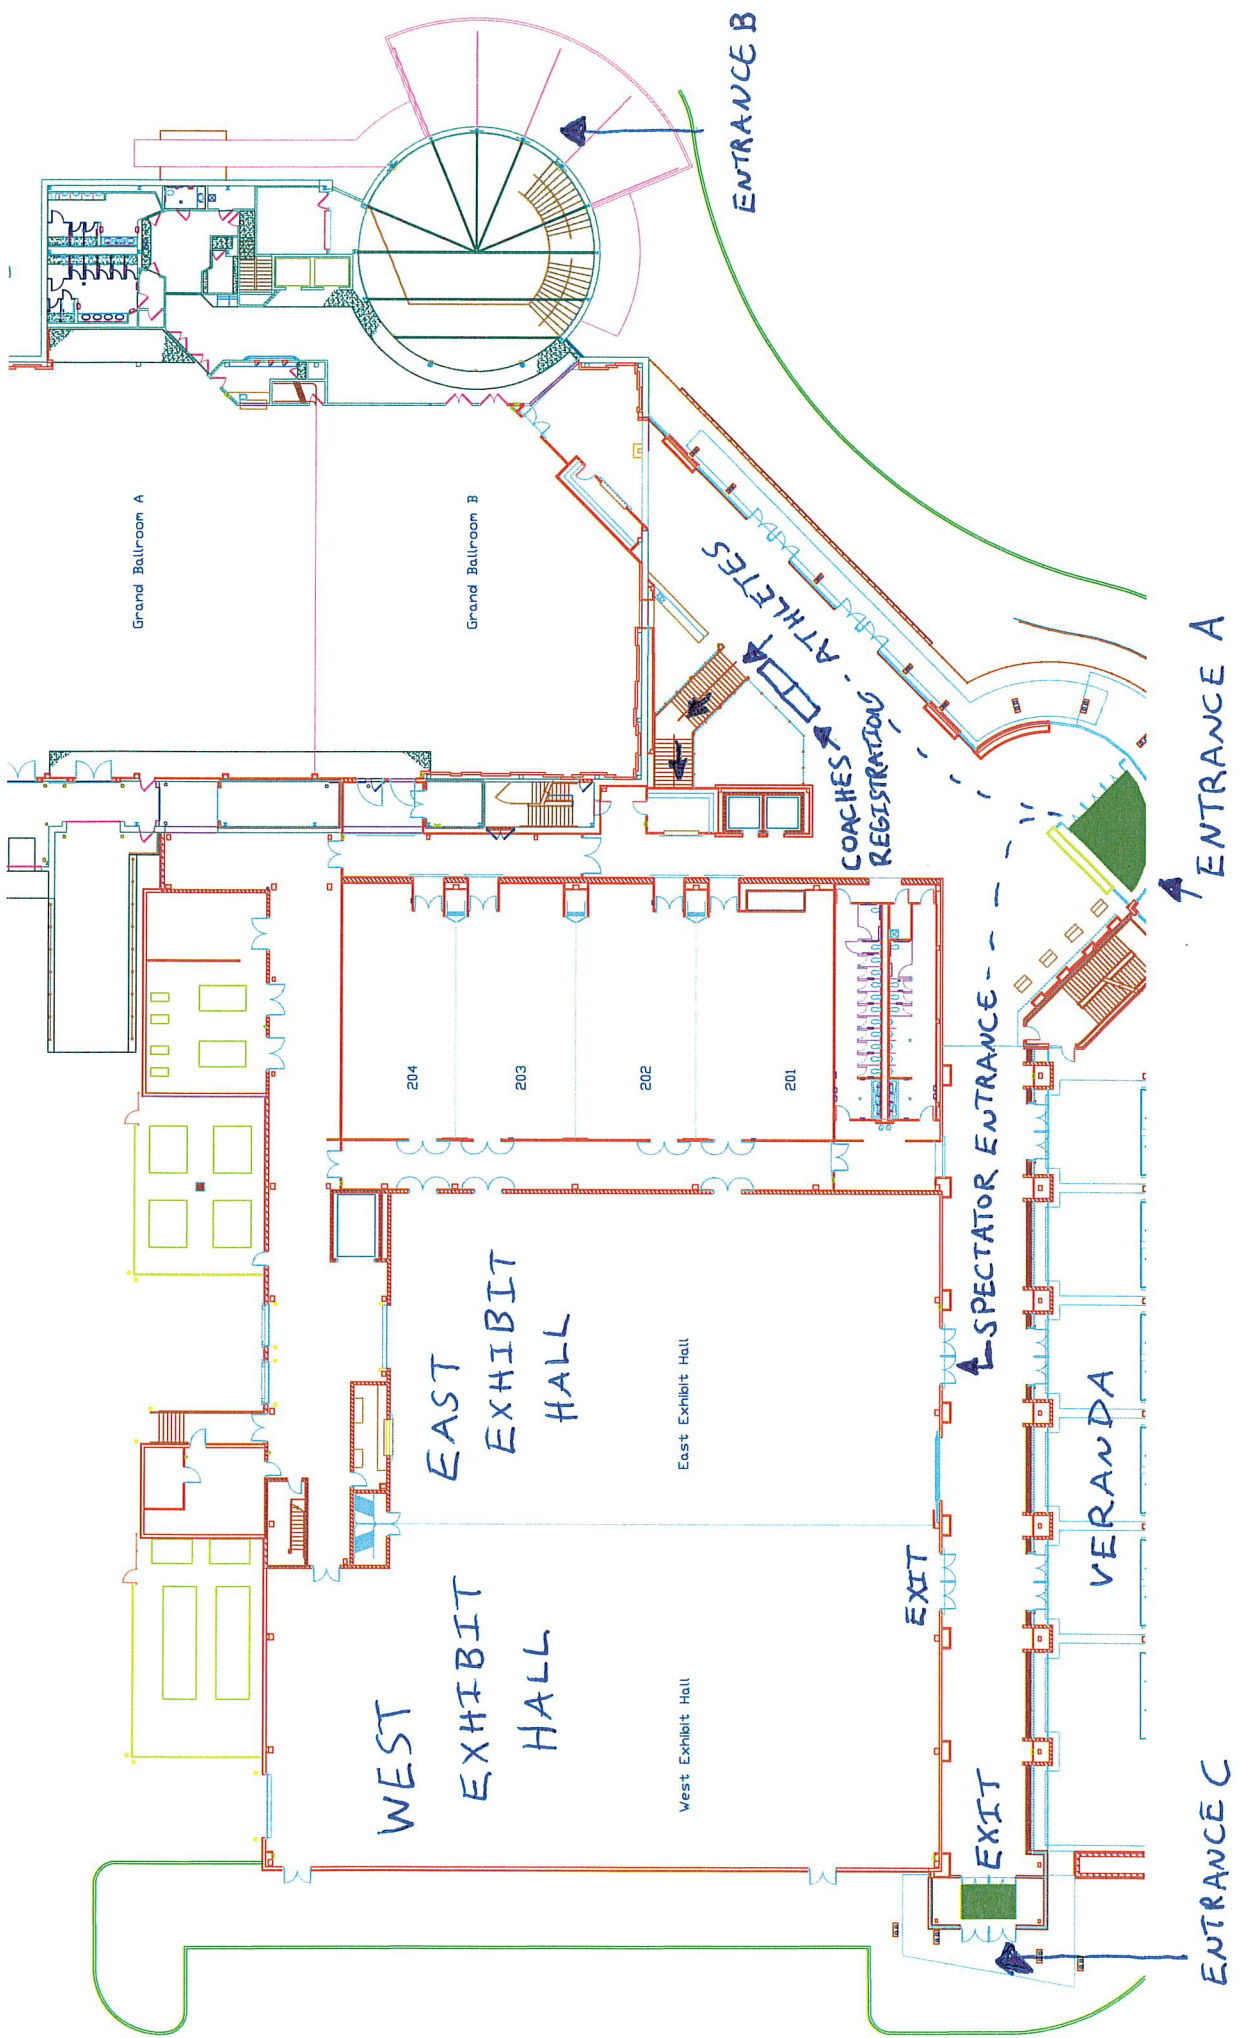 ENTRANCE B
Grand Ballroom A
Grand Ballroom B
ATHLETES
COACHES
REGISTRATION
ENTRANCE A
204
203
202
201
SPECTATOR ENTRANCE
EAST
EXHIBIT
HALL
East Exhibit Hall
VERANDA
EXIT
WEST
EXHIBIT
HALL
West Exhibit Hall
EXIT
ENTRANCE C